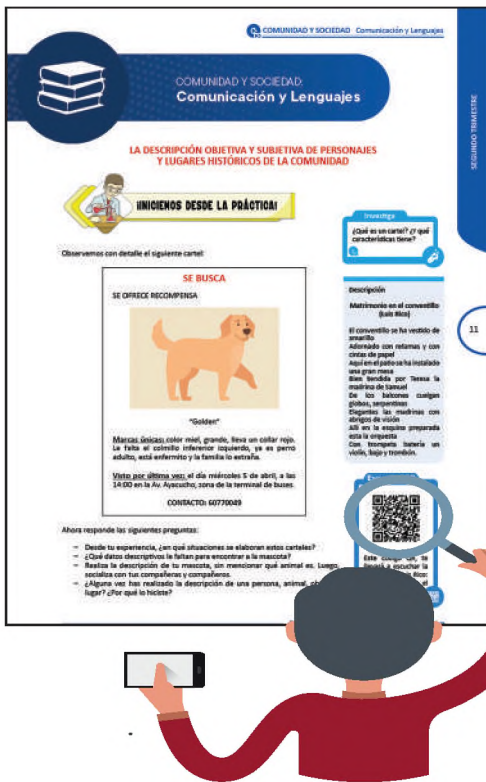 COMUNIDAD Y SOCIEDAD Comunicación y Lenguajes
COMUNIDAD Y SOCIEDAD:
Comunicación y Lenguajes
SEGUNDO TRIMESTRE
LA DESCRIPCIÓN OBJETIVA Y SUBJETIVA DE PERSONAJES
Y LUGARES HISTÓRICOS DE LA COMUNIDAD
¡INICIEMOS DESDE LA PRÁCTICA!
Observemos con detalle el siguiente cartel:
SE BUSCA
SE OFRECE RECOMPENSA
"Golden"
Marcas únicas: color miel, grande, lleva un collar rojo.
Le falta el colmillo inferior izquierdo, ya es perro
adulto, está enfermito y la familia lo extraña.
Visto por última vez: el día miércoles 5 de abril, a las
14:00 en la Av. Ayacucho, zona de la terminal de buses.
CONTACTO: 60770049
Ahora responde las siguientes preguntas:
– Desde tu experiencia, ¿en qué situaciones se elaboran estos carteles?
– ¿Qué datos descriptivos le faltan para encontrar a la mascota?
– Realiza la descripción de tu mascota, sin mencionar qué animal es. Luego,
socializa con tus compañeras y compañeros.
– ¿Alguna vez has realizado la descripción de una persona, animal,
lugar? ¿Por qué lo hiciste?
Investiga
¿Qué es un cartel? ¿Y qué
características tiene?
Descripción
Matrimonio en el conventillo
(Luis Rico)
El conventillo se ha vestido de
amarillo
Adornado con retamas y con
cintas de papel
Aquí en el patio se ha instalado
una gran mesa
Bien tendida por Teresa la
madrina de Samuel
De los balcones cuelgan
globos, serpentinas
Elegantes las madrinas con
abrigos de visión
Allí en la esquina preparada
esta la orquesta
Con trompeta batería un
violín, bajo y trombón.
11
Este código QR, te
llevará a escuchar la
Rico:
el